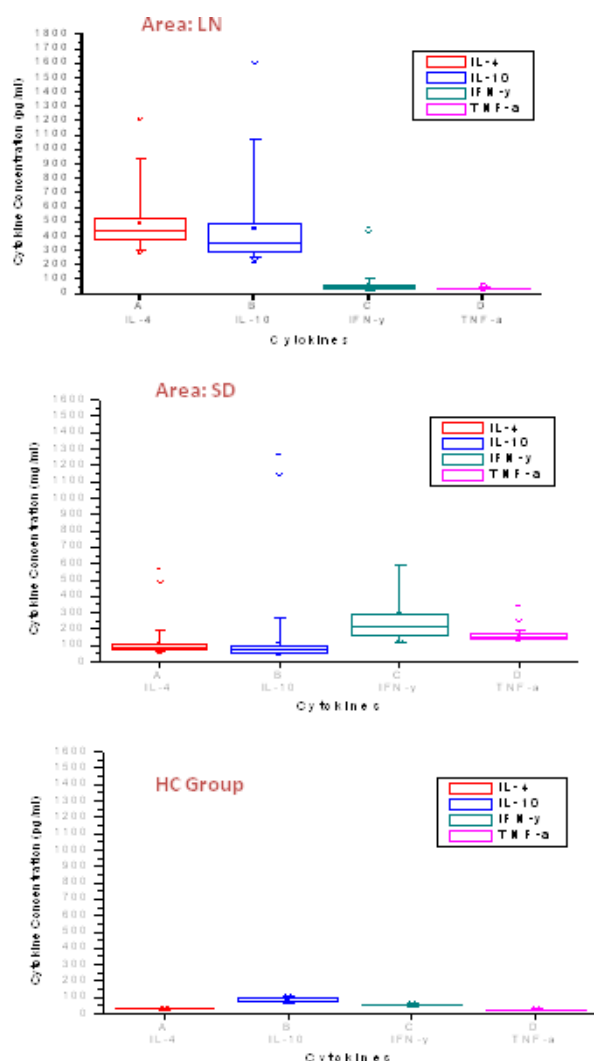 Area: LN
1800
1700
1600
1500
1400
1300
1200
1100
1000
900
800
700
600
500
400
300
200
100
0
Cytokine Concentration (pg/ml)
IL-4
IL-10
IFN-y
TNF-a
A B C D
IL-4 IL-10 IFN-y TNF-a
Cytokines
Area: SD
1600
1500
1400
1300
1200
1100
1000
900
800
700
600
500
400
300
200
100
0
Cytokine Concentration (mg/ml)
IL-4
IL-10
IFN-y
TNF-a
A B C D
IL-4 IL-10 IFN-y TNF-a
Cytokines
HC Group
1600
1500
1400
1300
1200
1100
1000
900
800
700
600
500
400
300
200
100
0
Cytokine Concentration (pg/ml)
IL-4
IL-10
IFN-y
TNF-a
A B C D
IL-4 IL-10 IFN-y TNF-a
Cytokines